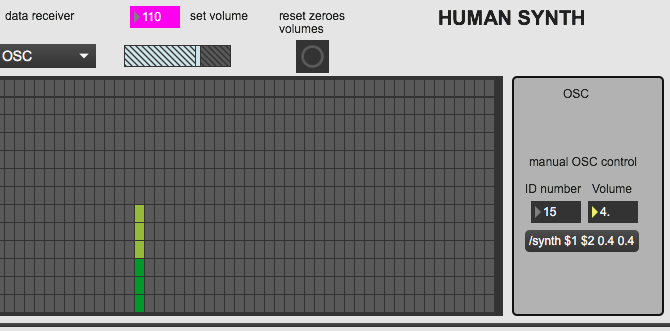 data receiver
110
set volume
reset zeroes
volumes
HUMAN SYNTH
OSC
OSC
manual OSC control
ID number
Volume
15
4.
/synth $1 $2 0.4 0.4